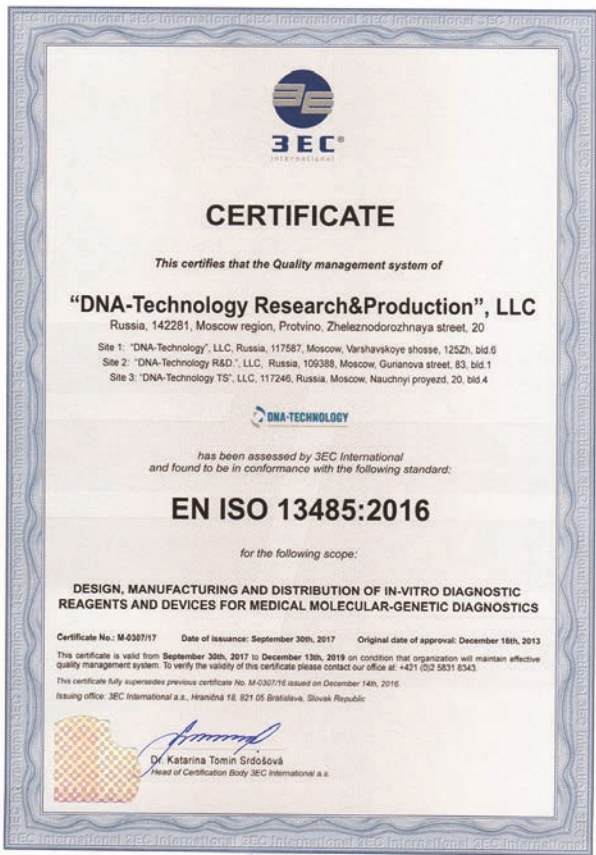 3EC International 3EC International 3EC International 3EC International 3EC International
3EC®
international
CERTIFICATE
This certifies that the Quality management system of
“DNA-Technology Research&Production”, LLC
Russia, 142281, Moscow region, Protvino, Zheleznodorozhnaya street, 20
Site 1: “DNA-Technology”, LLC, Russia, 117587, Moscow, Varshavskoye shosse, 125Zh, bld.6
Site 2: “DNA-Technology R&D.”, LLC, Russia, 109388, Moscow, Gurianova street, 83, bld.1
Site 3: “DNA-Technology TS”, LLC, 117246, Russia. Moscow, Nauchnyi proyezd, 20, bld.4
DNA-TECHNOLOGY
has been assessed by 3EC International
and found to be in conformance with the following standard:
EN ISO 13485:2016
for the following scope:
DESIGN, MANUFACTURING AND DISTRIBUTION OF IN-VITRO DIAGNOSTIC
REAGENTS AND DEVICES FOR MEDICAL MOLECULAR-GENETIC DIAGNOSTICS
Certificate No.: M-0307/17 Date of issuance: September 30th, 2017 Original date of approval: December 16th, 2013
This certificate is valid from September 30th, 2017 to December 13th, 2019 on condition that organization will maintain effective
quality management system. To verify the validity of this certificate please contact our office at: +421 (0)2 5831 8343.
This certificate fully supersedes previous certificate No. M-0307/16 issued on December 14th, 2016.
Issuing office: 3EC International a.s., Hraničná 18, 821 05 Bratislava, Slovak Republic
Dr. Katarina Tomin Srdošová
Head of Certification Body 3EC International a.s.